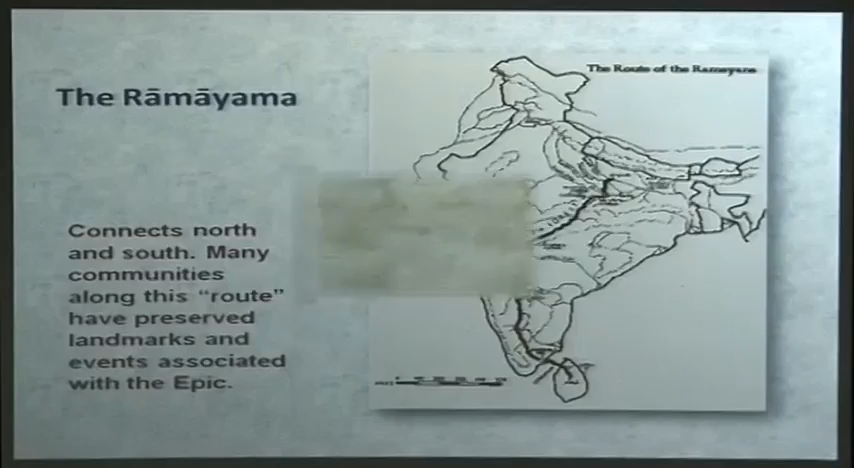 The Rāmāyama
The Route of the Ramayana
Connects north
and south. Many
communities
along this “route”
have preserved
landmarks and
events associated
with the Epic.